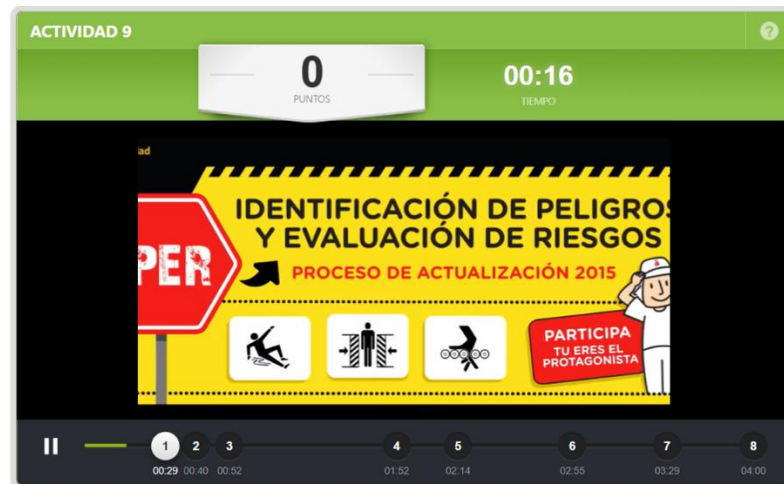 ACTIVIDAD 9
?
0
PUNTOS
00:16
TIEMPO
dad
IDENTIFICACIÓN DE PELIGROS
Y EVALUACIÓN DE RIESGOS
PER
PROCESO DE ACTUALIZACIÓN 2015
PARTICIPA
TU ERES EL
PROTAGONISTA
1 2 3 4 5 6 7 8
00:29 00:40 00:52 01:52 02:14 02:55 03:29 04:00